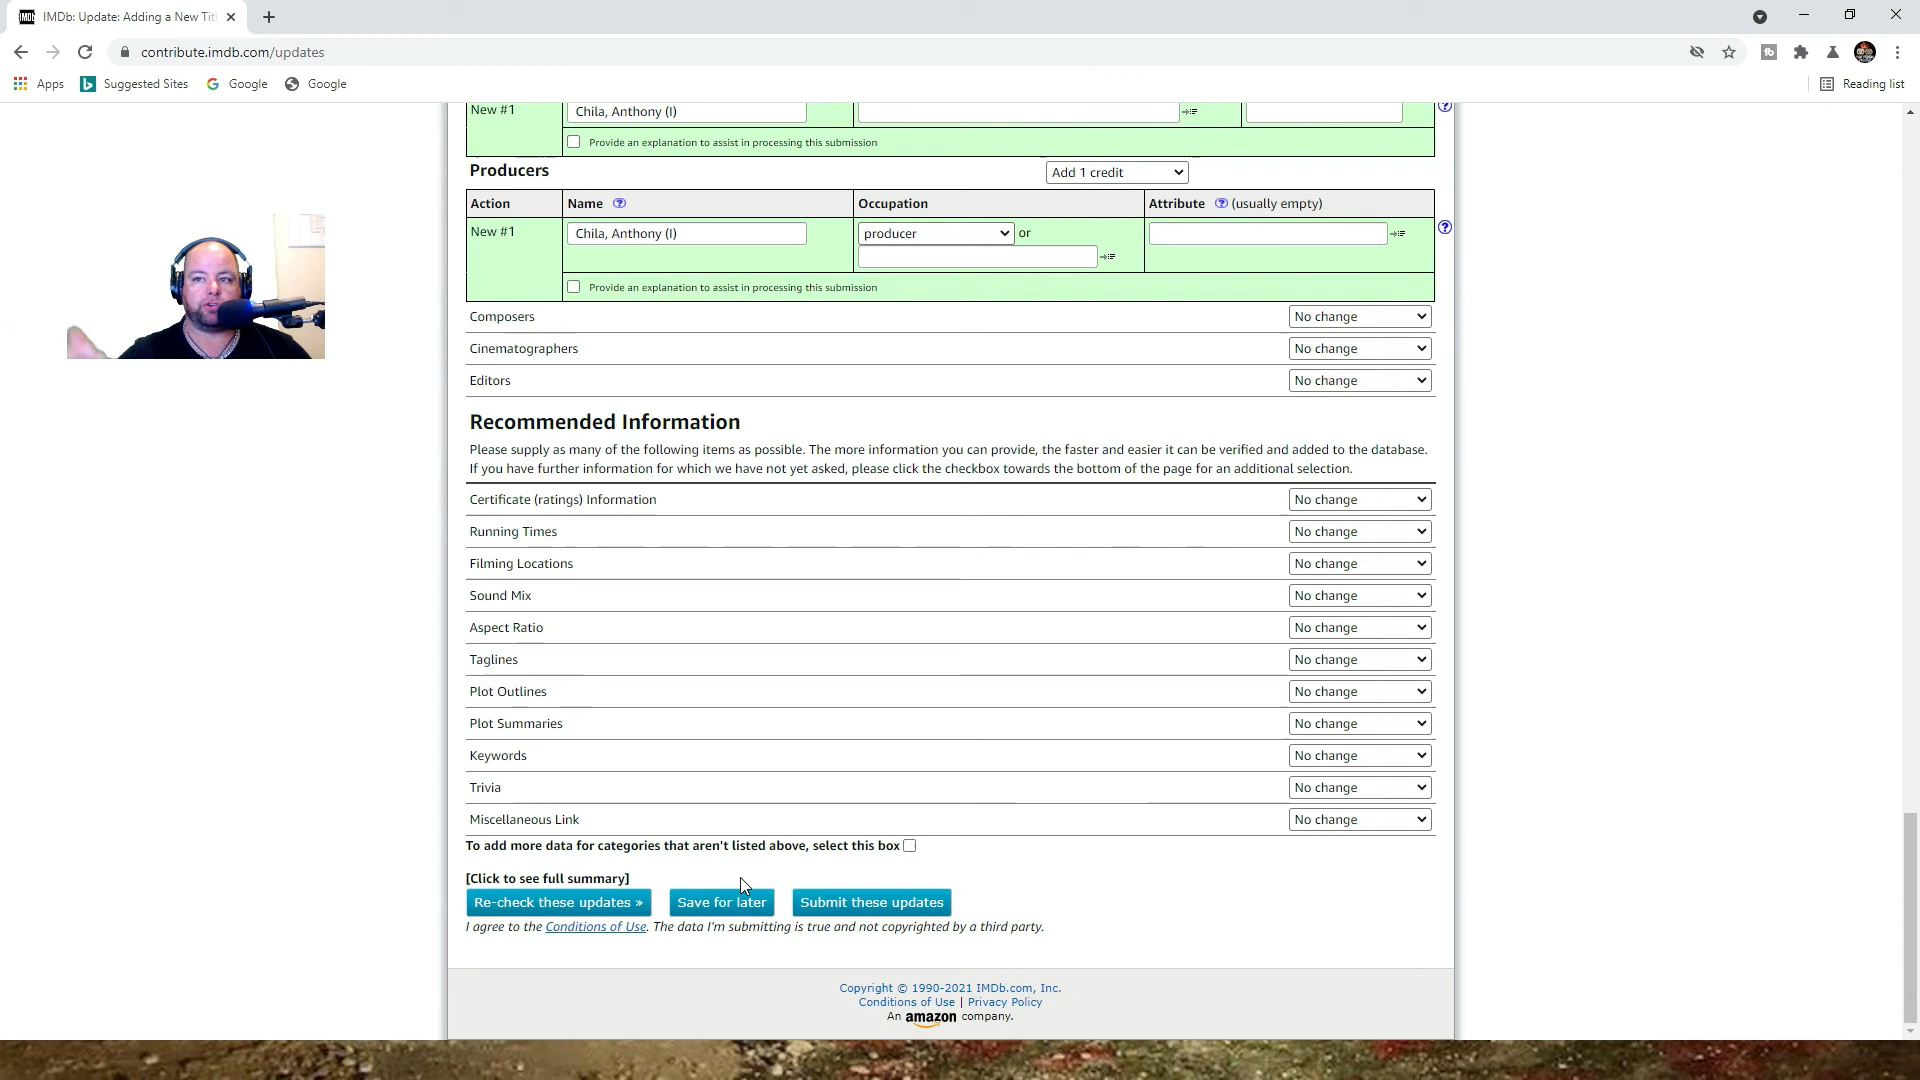 IMDb: Update: Adding a New Titl
contribute.imdb.com/updates
Apps Suggested Sites Google Google Reading list
New #1 Chila, Anthony (I)
Provide an explanation to assist in processing this submission
Producers Add 1 credit
Action Name Occupation Attribute (usually empty)
New #1 Chila, Anthony (I) producer or
Provide an explanation to assist in processing this submission
Composers No change
Cinematographers No change
Editors No change
Recommended Information
Please supply as many of the following items as possible. The more information you can provide, the faster and easier it can be verified and added to the database.
If you have further information for which we have not yet asked, please click the checkbox towards the bottom of the page for an additional selection.
Certificate (ratings) Information No change
Running Times No change
Filming Locations No change
Sound Mix No change
Aspect Ratio No change
Taglines No change
Plot Outlines No change
Plot Summaries No change
Keywords No change
Trivia No change
Miscellaneous Link No change
To add more data for categories that aren't listed above, select this box
[Click to see full summary]
Re-check these updates » Save for later Submit these updates
I agree to the Conditions of Use. The data I'm submitting is true and not copyrighted by a third party.
Copyright © 1990-2021 IMDb.com, Inc.
Conditions of Use | Privacy Policy
An amazon company.